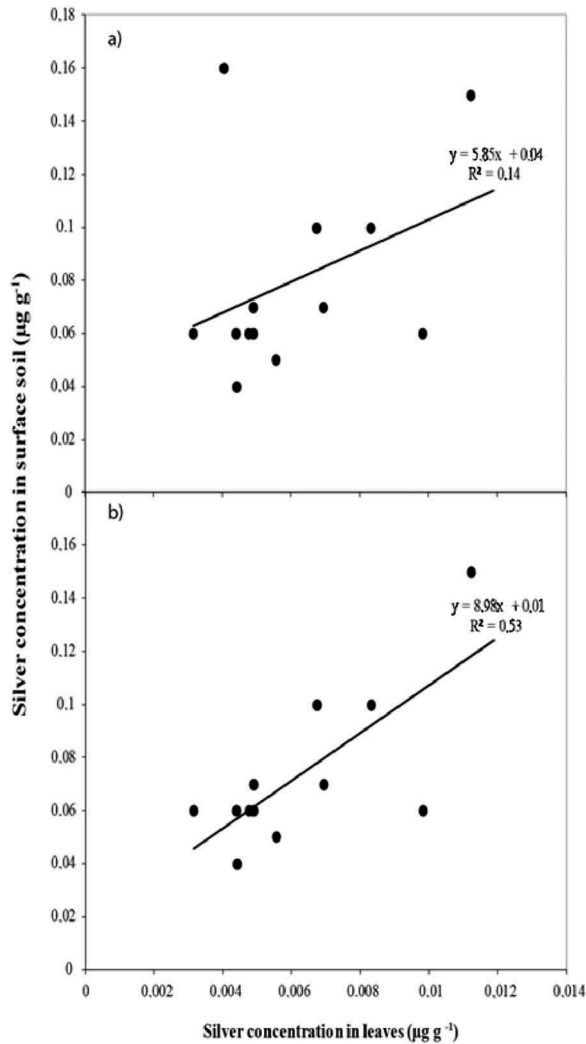 Silver concentration in surface soil (µg g⁻¹)
a)
0.18
0.16
0.14
0.12
0.1
0.08
0.06
0.04
0.02
0
y = 5.85x + 0.04
R² = 0.14
b)
0.16
0.14
0.12
0.1
0.08
0.06
0.04
0.02
0
y = 8.98x + 0.01
R² = 0.53
0 0.002 0.004 0.006 0.008 0.01 0.012 0.014
Silver concentration in leaves (µg g⁻¹)